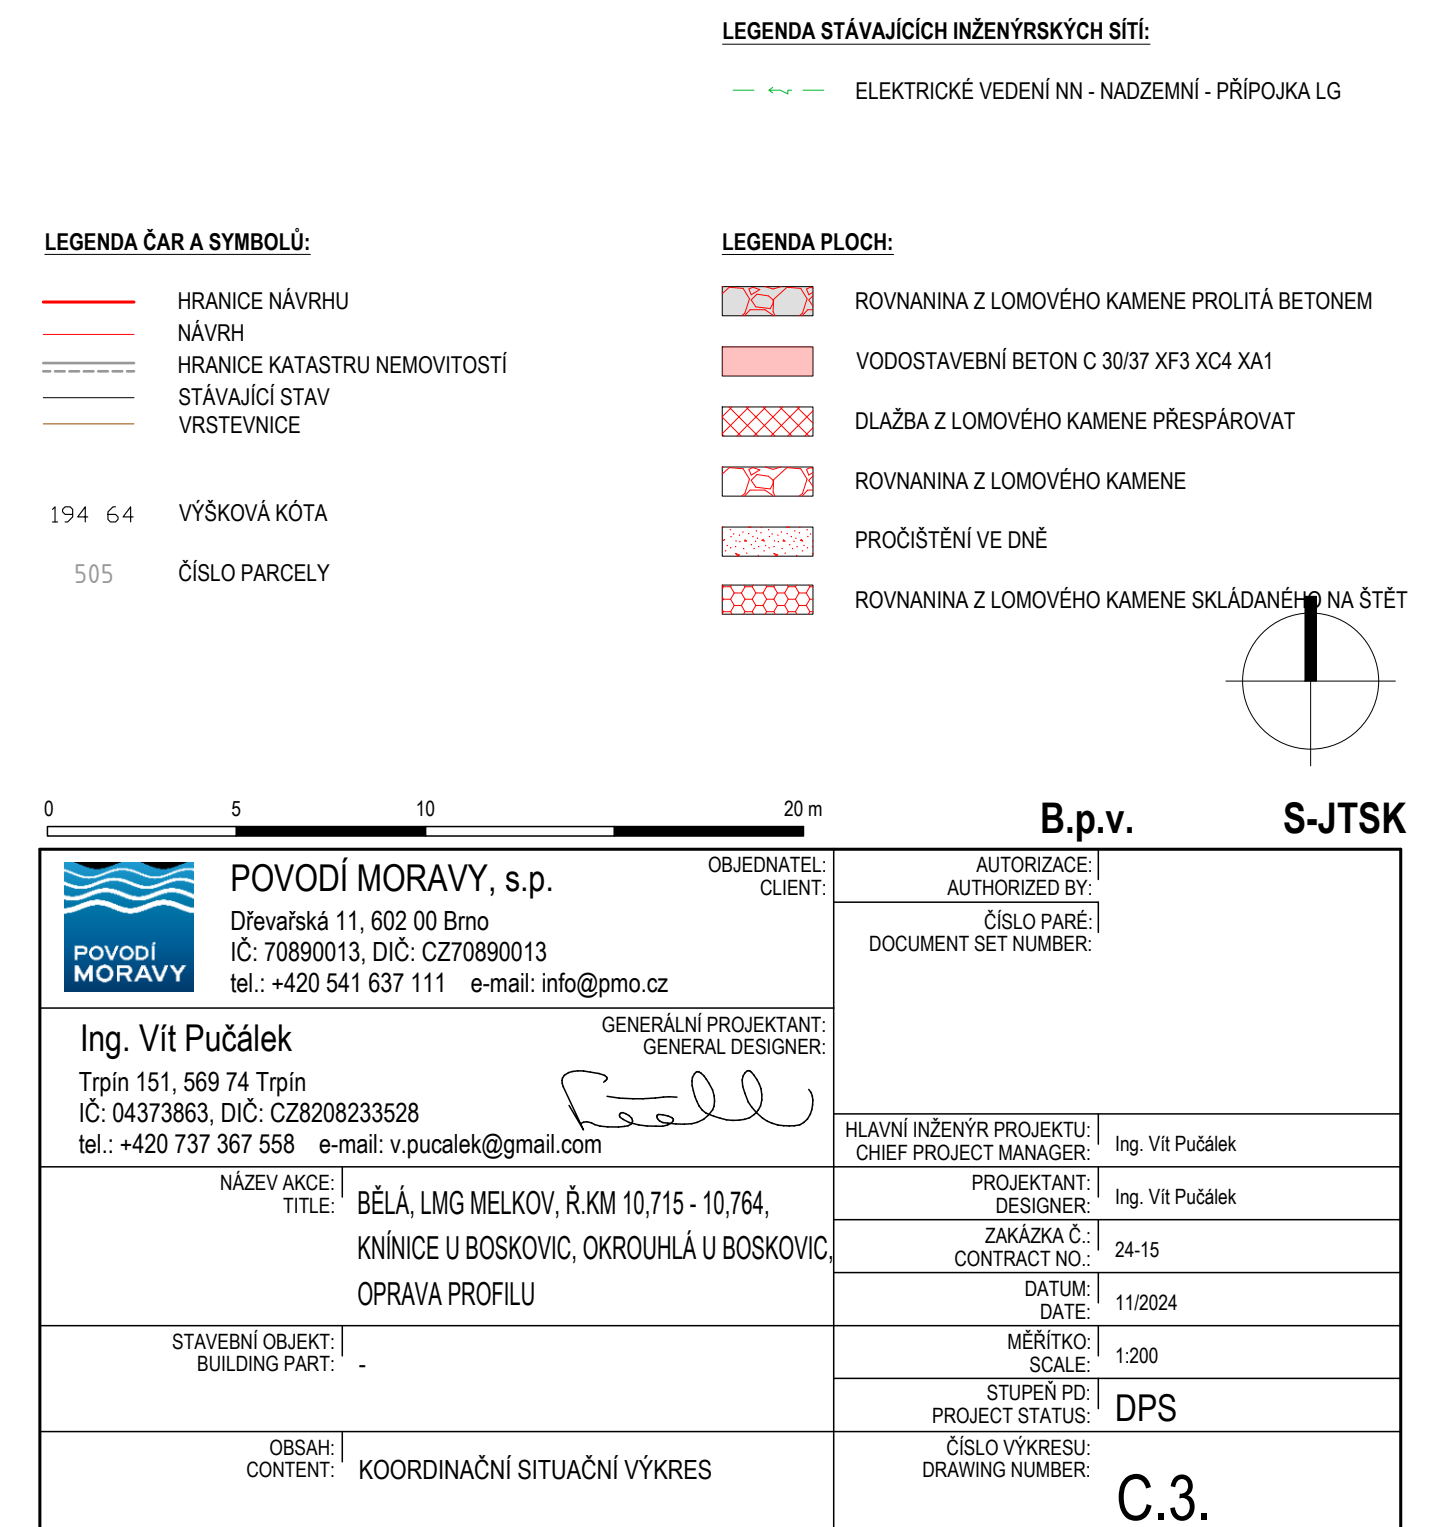 LEGENDA STÁVAJÍCÍCH INŽENÝRSKÝCH SÍTÍ:
ELEKTRICKÉ VEDENÍ NN - NADZEMNÍ - PŘÍPOJKA LG
LEGENDA ČAR A SYMBOLŮ:
HRANICE NÁVRHU
NÁVRH
HRANICE KATASTRU NEMOVITOSTÍ
STÁVAJÍCÍ STAV
VRSTEVNICE
194 64 VÝŠKOVÁ KÓTA
505 ČÍSLO PARCELY
LEGENDA PLOCH:
ROVNANINA Z LOMOVÉHO KAMENE PROLITÁ BETONEM
VODOSTAVEBNÍ BETON C 30/37 XF3 XC4 XA1
DLAŽBA Z LOMOVÉHO KAMENE PŘESPÁROVAT
ROVNANINA Z LOMOVÉHO KAMENE
PROČIŠTĚNÍ VE DNĚ
ROVNANINA Z LOMOVÉHO KAMENE SKLÁDANÉHO NA ŠTĚT
0 5 10 20 m
B.p.v. S-JTSK
POVODÍ
MORAVY
POVODÍ MORAVY, s.p.
Dřevařská 11, 602 00 Brno
IČ: 70890013, DIČ: CZ70890013
tel.: +420 541 637 111 e-mail: info@pmo.cz
OBJEDNATEL:
CLIENT:
AUTORIZACE:
AUTHORIZED BY:
ČÍSLO PARÉ:
DOCUMENT SET NUMBER:
Ing. Vít Pučálek
Trpín 151, 569 74 Trpín
IČ: 04373863, DIČ: CZ8208233528
tel.: +420 737 367 558 e-mail: v.pucalek@gmail.com
GENERÁLNÍ PROJEKTANT:
GENERAL DESIGNER:
HLAVNÍ INŽENÝR PROJEKTU:
CHIEF PROJECT MANAGER:
Ing. Vít Pučálek
NÁZEV AKCE:
TITLE:
BĚLÁ, LMG MELKOV, Ř.KM 10,715 - 10,764,
KNÍNICE U BOSKOVIC, OKROUHLÁ U BOSKOVIC,
OPRAVA PROFILU
PROJEKTANT:
DESIGNER:
Ing. Vít Pučálek
ZAKÁZKA Č.:
CONTRACT NO.:
24-15
DATUM:
DATE:
11/2024
STAVEBNÍ OBJEKT:
BUILDING PART:
-
MĚŘÍTKO:
SCALE:
1:200
STUPEŇ PD:
PROJECT STATUS:
DPS
OBSAH:
CONTENT:
KOORDINAČNÍ SITUAČNÍ VÝKRES
ČÍSLO VÝKRESU:
DRAWING NUMBER:
C.3.